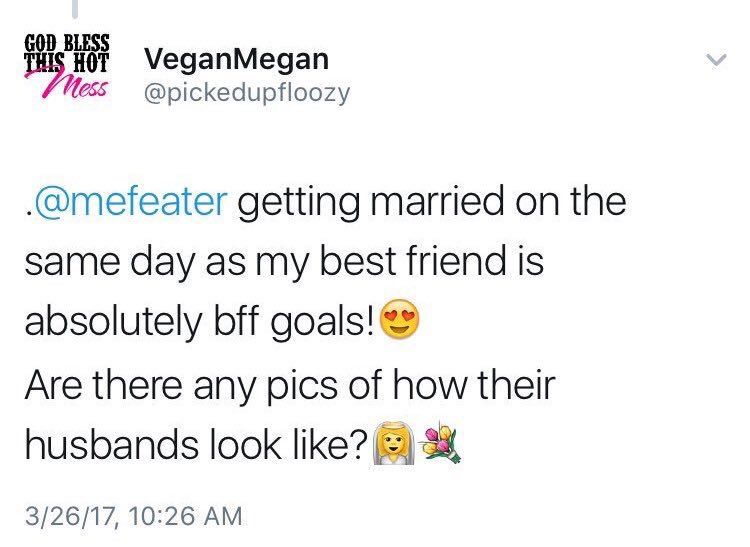 GOD BLESS
THIS HOT
Mess
VeganMegan
@pickedupfloozy
.@mefeater getting married on the
same day as my best friend is
absolutely bff goals!😍
Are there any pics of how their
husbands look like?👰💐
3/26/17, 10:26 AM